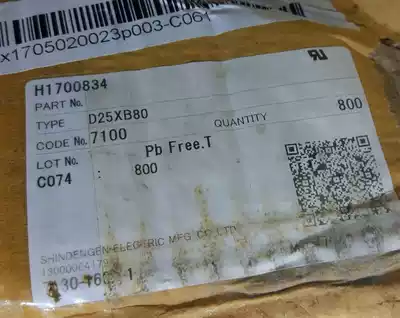 x1705020023p003-C061
H1700834
PART No.
TYPE D25XB80 800
CODE No. 7100 QUANTITY
LOT No. Pb Free.T
C074 : 800
SHINDENGEN ELECTRIC MFG.CO.,LTD.